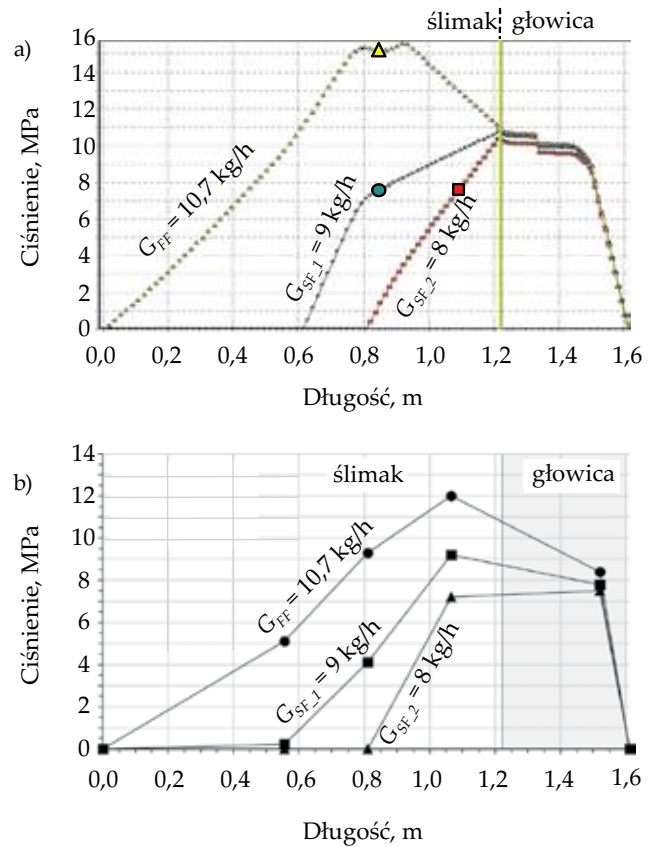 a)
ślimak głowica
Ciśnienie, MPa
16
14
12
10
8
6
4
2
0
G_FF = 10,7 kg/h
G_SF_1 = 9 kg/h
G_SF_2 = 8 kg/h
0,0 0,2 0,4 0,6 0,8 1,0 1,2 1,4 1,6
Długość, m
b)
ślimak głowica
Ciśnienie, MPa
14
12
10
8
6
4
2
0
G_FF = 10,7 kg/h
G_SF_1 = 9 kg/h
G_SF_2 = 8 kg/h
0,0 0,2 0,4 0,6 0,8 1,0 1,2 1,4 1,6
Długość, m